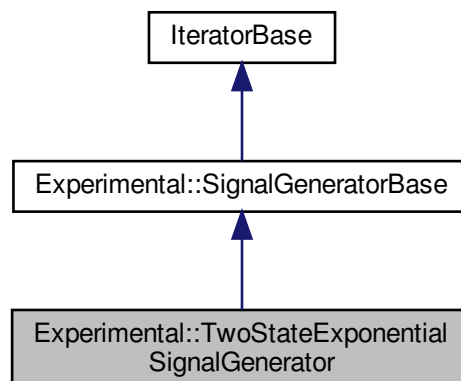 IteratorBase
Experimental::SignalGeneratorBase
Experimental::TwoStateExponential
SignalGenerator